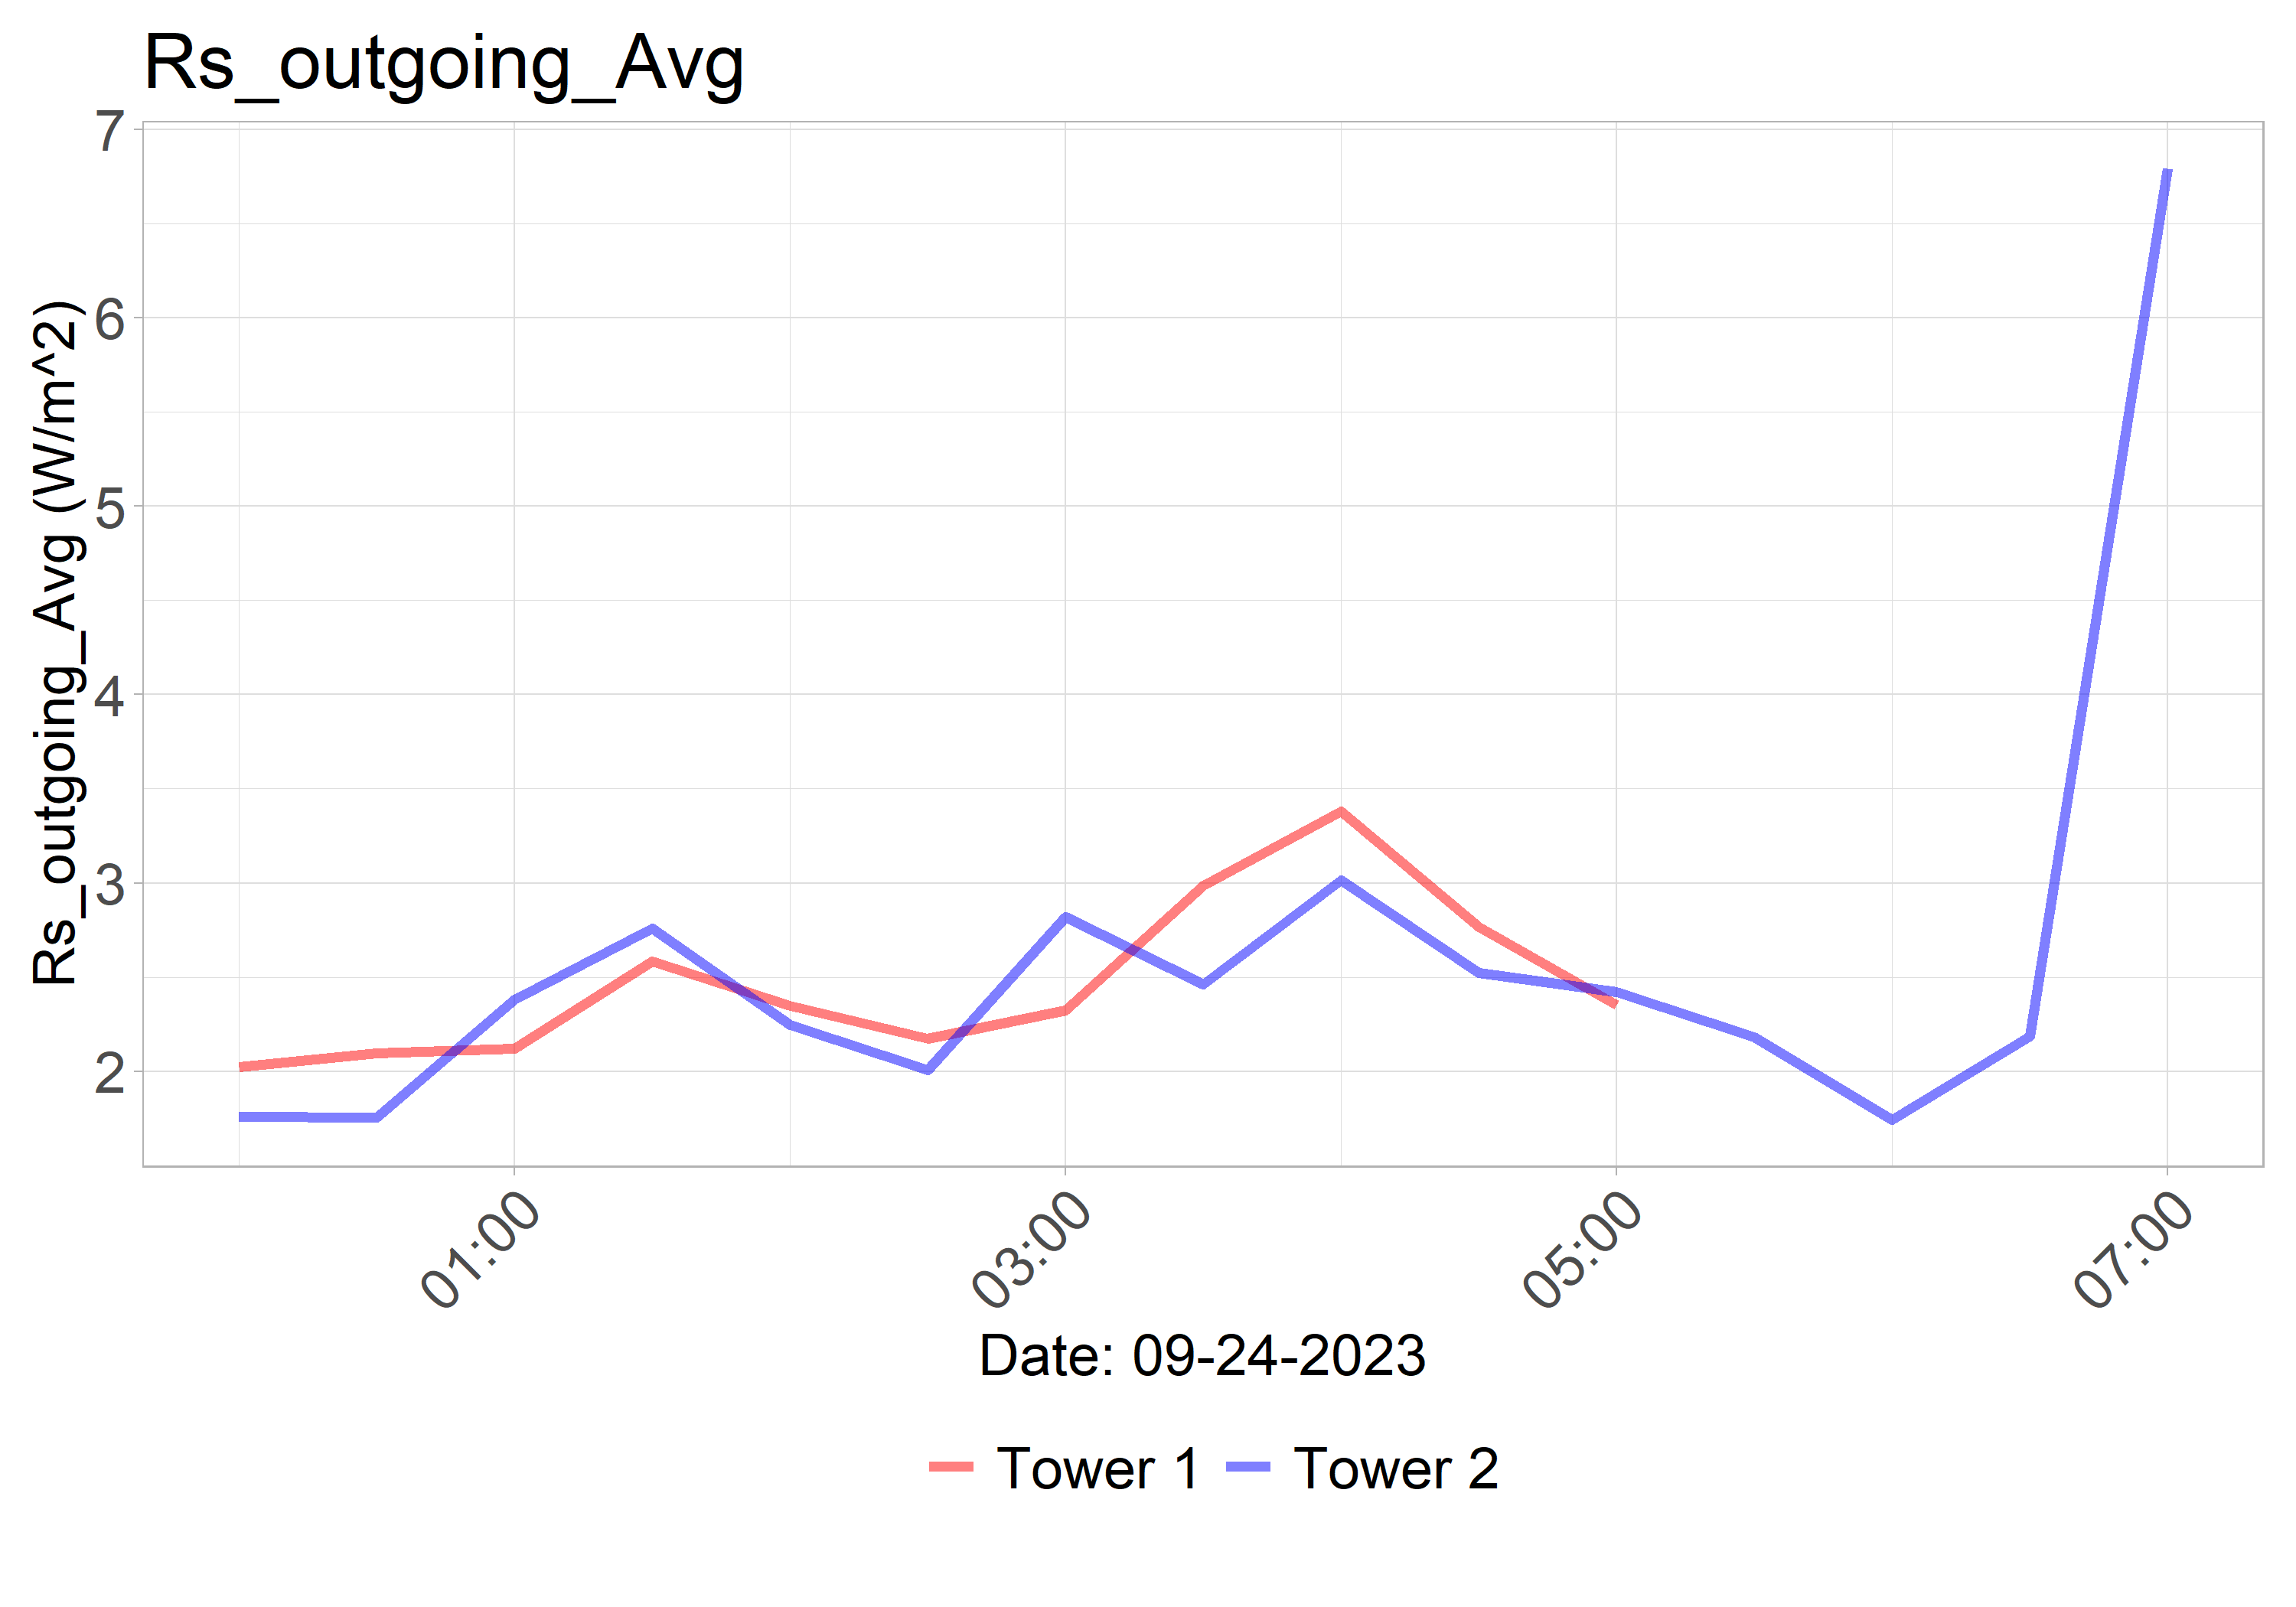 Rs_outgoing_Avg
Rs_outgoing_Avg (W/m^2)
7
6
5
4
3
2
01:00
03:00
05:00
07:00
Date: 09-24-2023
Tower 1
Tower 2